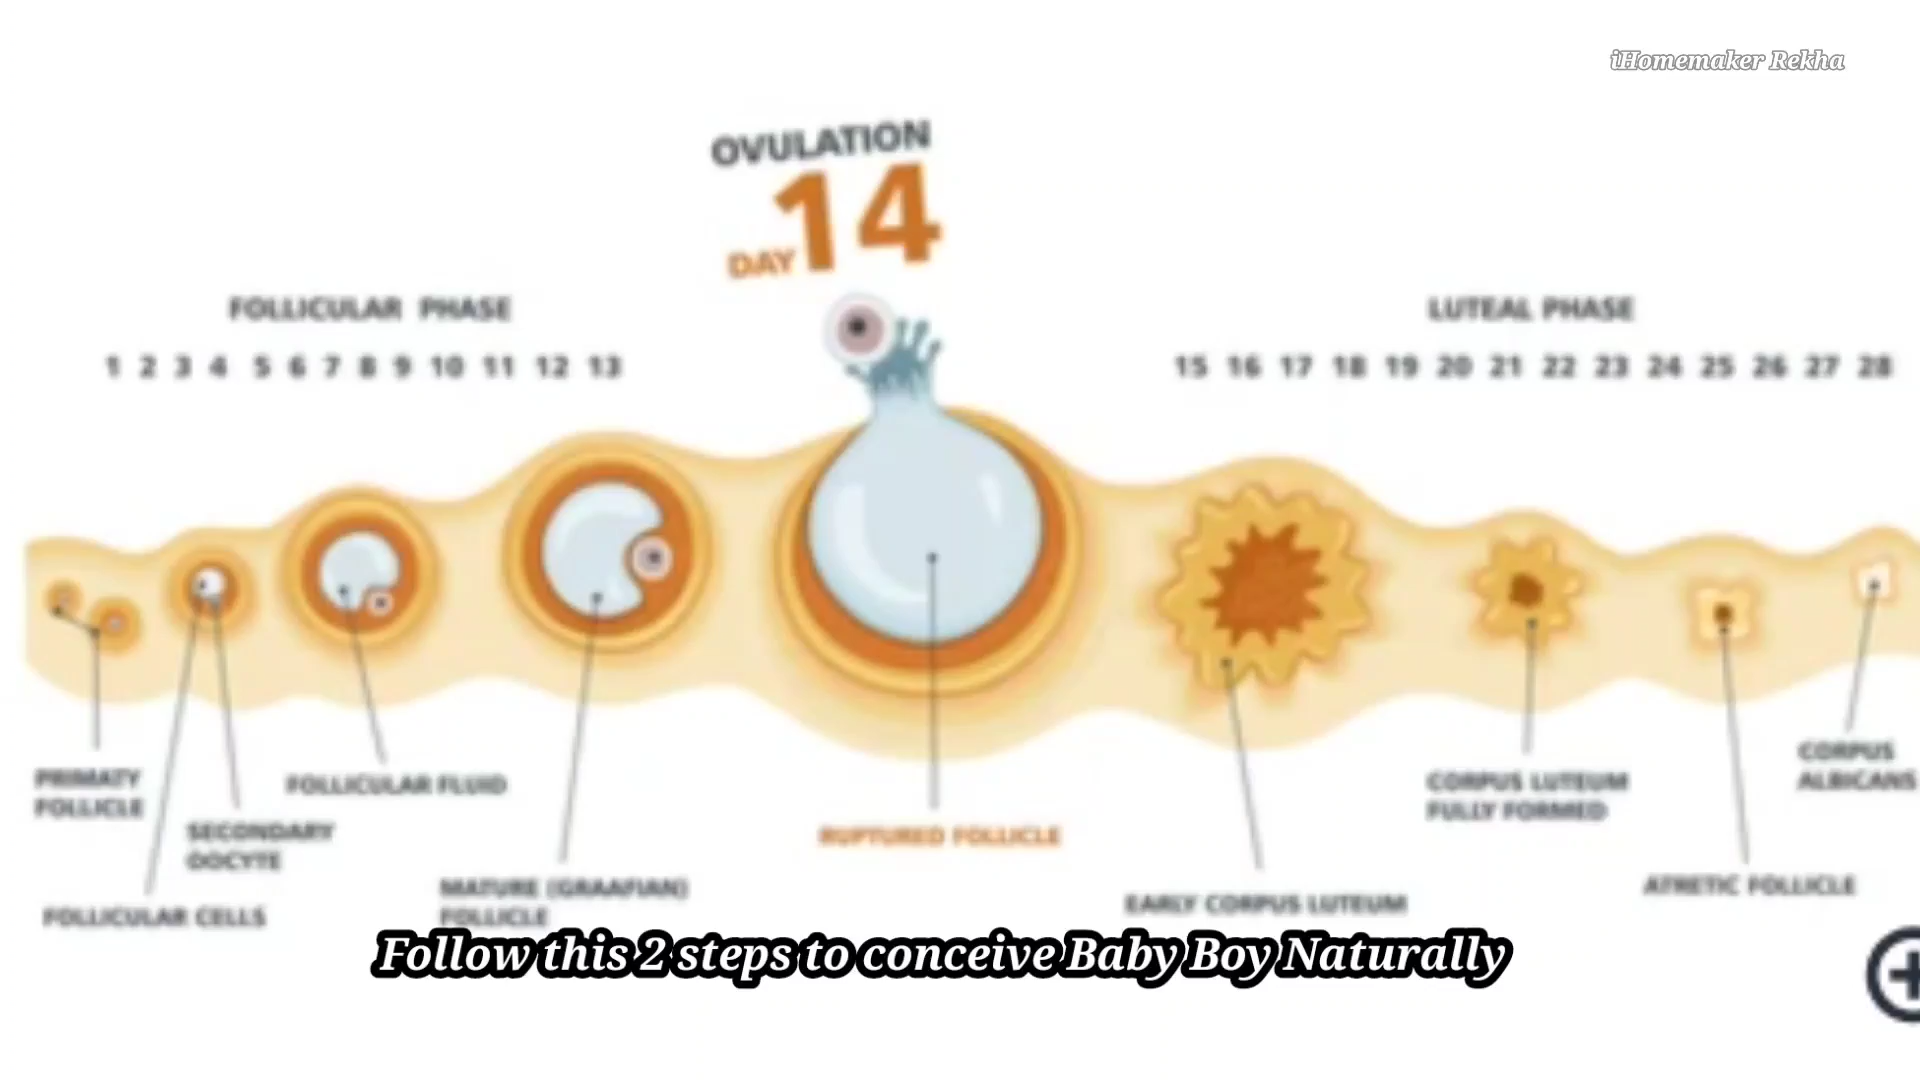 iHomemaker Rekha
OVULATION
DAY 14
FOLLICULAR PHASE
1 2 3 4 5 6 7 8 9 10 11 12 13
LUTEAL PHASE
15 16 17 18 19 20 21 22 23 24 25 26 27 28
PRIMATY
FOLLICLE
FOLLICULAR CELLS
SECONDARY
OOCYTE
FOLLICULAR FLUID
MATURE (GRAAFIAN)
FOLLICLE
RUPTURED FOLLICLE
EARLY CORPUS LUTEUM
CORPUS LUTEUM
FULLY FORMED
ATRETIC FOLLICLE
CORPUS
ALBICANS
Follow this 2 steps to conceive Baby Boy Naturally